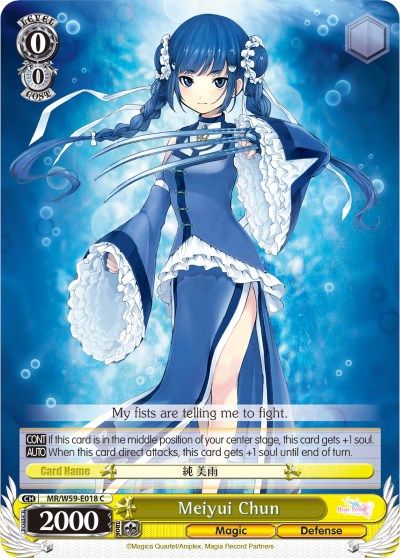 LEVEL
0
0
COST
My fists are telling me to fight.
CONT If this card is in the middle position of your center stage, this card gets +1 soul.
AUTO When this card direct attacks, this card gets +1 soul until end of turn.
Card Name 純 美雨
CH MR/W59-E018 C
POWER 2000 SOUL
Meiyui Chun
Magic Defense
©Magica Quartet/Aniplex, Magia Record Partners